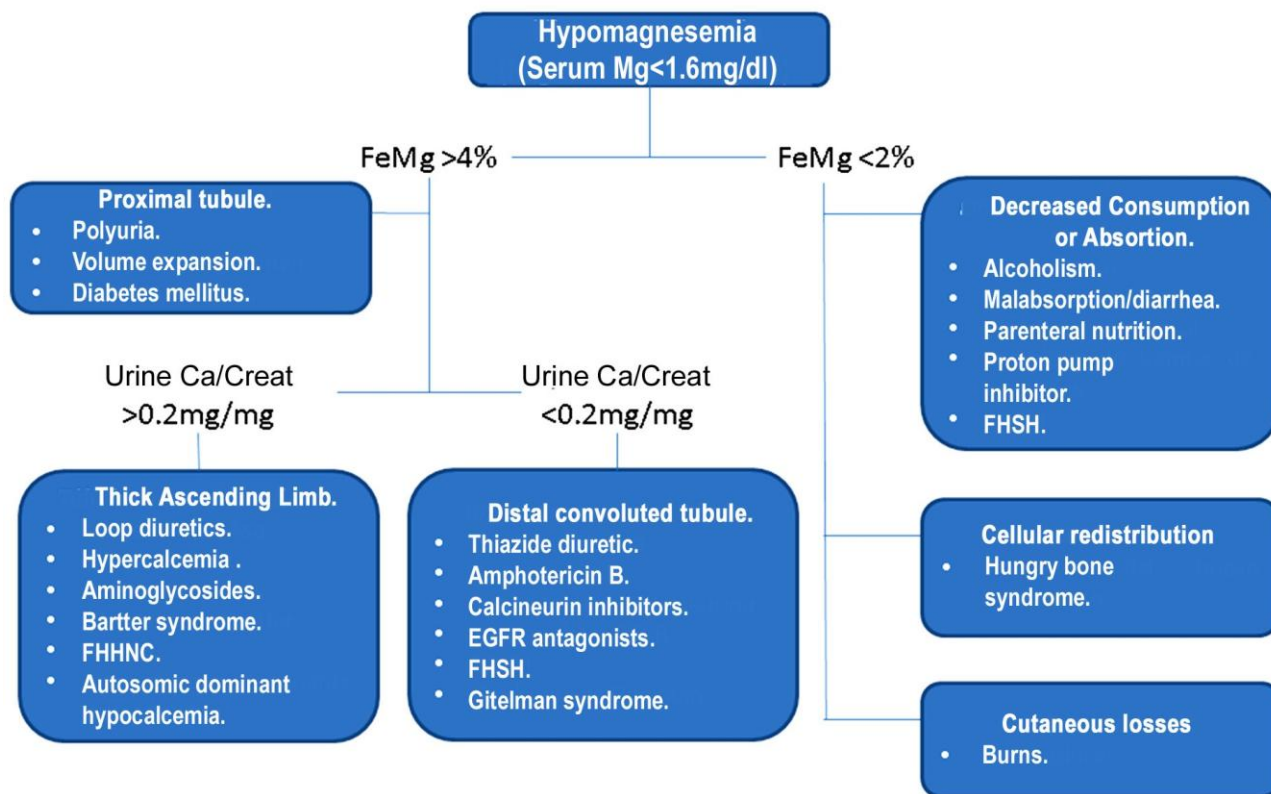 Hypomagnesemia
(Serum Mg<1.6mg/dl)
FeMg >4%
FeMg <2%
Proximal tubule.
• Polyuria.
• Volume expansion.
• Diabetes mellitus.
Decreased Consumption
or Absortion.
• Alcoholism.
• Malabsorption/diarrhea.
• Parenteral nutrition.
• Proton pump
inhibitor.
• FHSH.
Urine Ca/Creat
>0.2mg/mg
Urine Ca/Creat
<0.2mg/mg
Thick Ascending Limb.
• Loop diuretics.
• Hypercalcemia .
• Aminoglycosides.
• Bartter syndrome.
• FHHNC.
• Autosomic dominant
hypocalcemia.
Distal convoluted tubule.
• Thiazide diuretic.
• Amphotericin B.
• Calcineurin inhibitors.
• EGFR antagonists.
• FHSH.
• Gitelman syndrome.
Cellular redistribution
• Hungry bone
syndrome.
Cutaneous losses
• Burns.